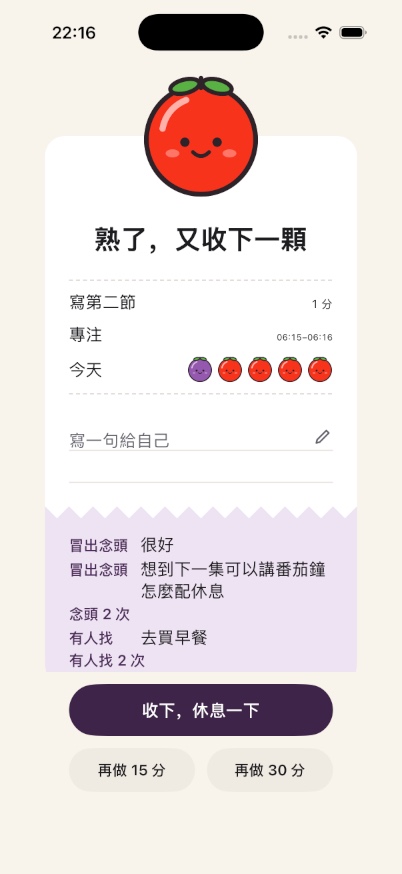 22:16
熟了，又收下一顆
寫第二節 1 分
專注 06:15–06:16
今天
寫一句給自己
冒出念頭 很好
冒出念頭 想到下一集可以講番茄鐘
怎麼配休息
念頭 2 次
有人找 去買早餐
有人找 2 次
收下，休息一下
再做 15 分 再做 30 分